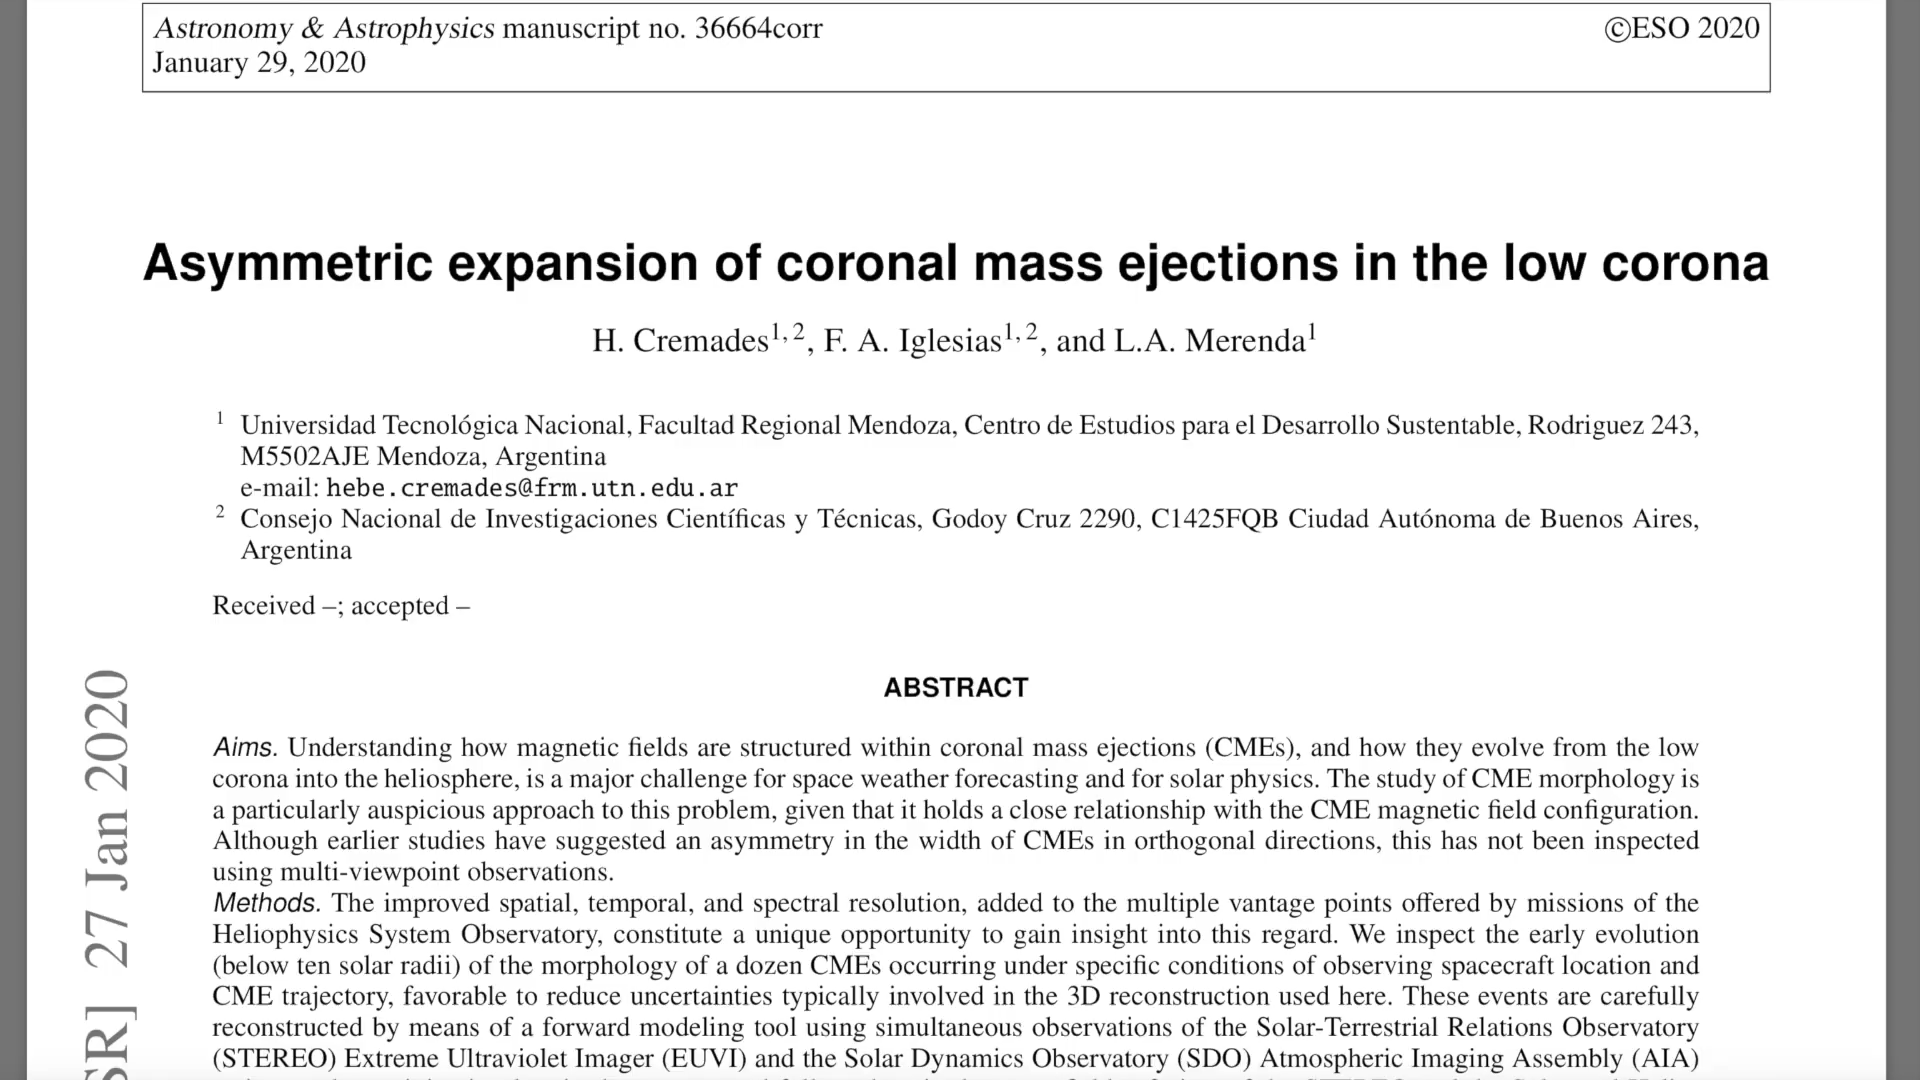 Astronomy & Astrophysics manuscript no. 36664corr
©ESO 2020
January 29, 2020
Asymmetric expansion of coronal mass ejections in the low corona
H. Cremades1, 2, F. A. Iglesias1, 2, and L.A. Merenda1
1 Universidad Tecnológica Nacional, Facultad Regional Mendoza, Centro de Estudios para el Desarrollo Sustentable, Rodriguez 243,
M5502AJE Mendoza, Argentina
e-mail: hebe.cremades@frm.utn.edu.ar
2 Consejo Nacional de Investigaciones Científicas y Técnicas, Godoy Cruz 2290, C1425FQB Ciudad Autónoma de Buenos Aires,
Argentina
Received –; accepted –
ABSTRACT
Aims. Understanding how magnetic fields are structured within coronal mass ejections (CMEs), and how they evolve from the low
corona into the heliosphere, is a major challenge for space weather forecasting and for solar physics. The study of CME morphology is
a particularly auspicious approach to this problem, given that it holds a close relationship with the CME magnetic field configuration.
Although earlier studies have suggested an asymmetry in the width of CMEs in orthogonal directions, this has not been inspected
using multi-viewpoint observations.
Methods. The improved spatial, temporal, and spectral resolution, added to the multiple vantage points offered by missions of the
Heliophysics System Observatory, constitute a unique opportunity to gain insight into this regard. We inspect the early evolution
(below ten solar radii) of the morphology of a dozen CMEs occurring under specific conditions of observing spacecraft location and
CME trajectory, favorable to reduce uncertainties typically involved in the 3D reconstruction used here. These events are carefully
reconstructed by means of a forward modeling tool using simultaneous observations of the Solar-Terrestrial Relations Observatory
(STEREO) Extreme Ultraviolet Imager (EUVI) and the Solar Dynamics Observatory (SDO) Atmospheric Imaging Assembly (AIA)
SR] 27 Jan 2020